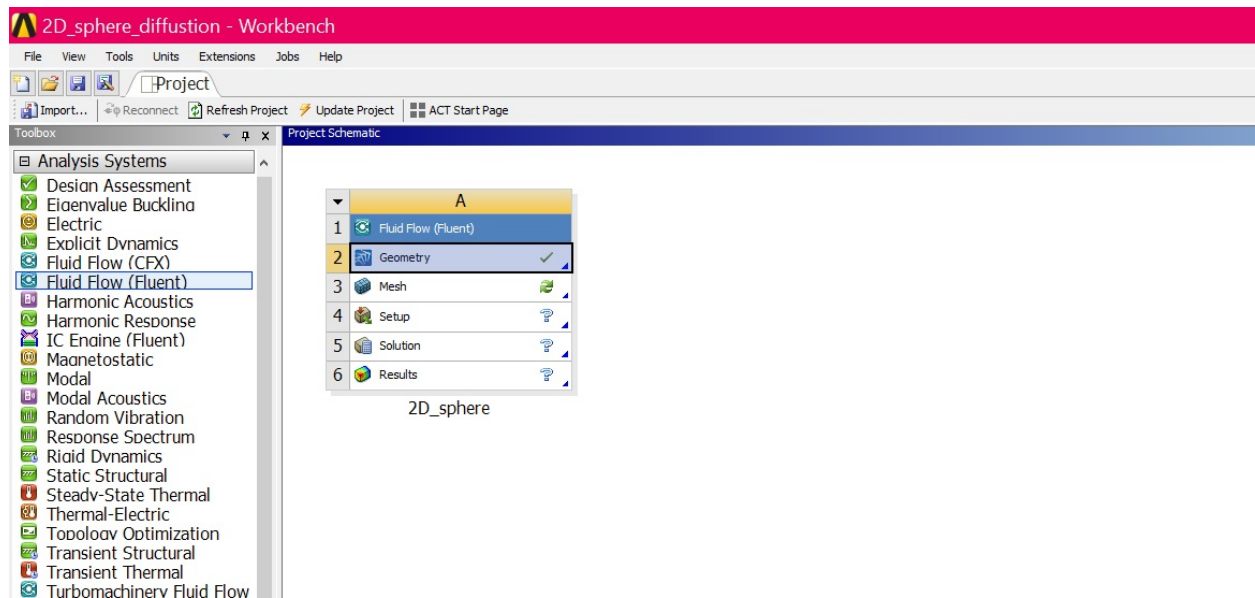 2D_sphere_diffustion - Workbench
File View Tools Units Extensions Jobs Help
Project
Import... Reconnect Refresh Project Update Project ACT Start Page
Toolbox
Project Schematic
Analysis Systems
Design Assessment
Eigenvalue Buckling
Electric
Explicit Dynamics
Fluid Flow (CFX)
Fluid Flow (Fluent)
Harmonic Acoustics
Harmonic Response
IC Engine (Fluent)
Magnetostatic
Modal
Modal Acoustics
Random Vibration
Response Spectrum
Rigid Dynamics
Static Structural
Steady-State Thermal
Thermal-Electric
Topology Optimization
Transient Structural
Transient Thermal
Turbomachinery Fluid Flow
A
1 Fluid Flow (Fluent)
2 Geometry
3 Mesh
4 Setup
5 Solution
6 Results
2D_sphere